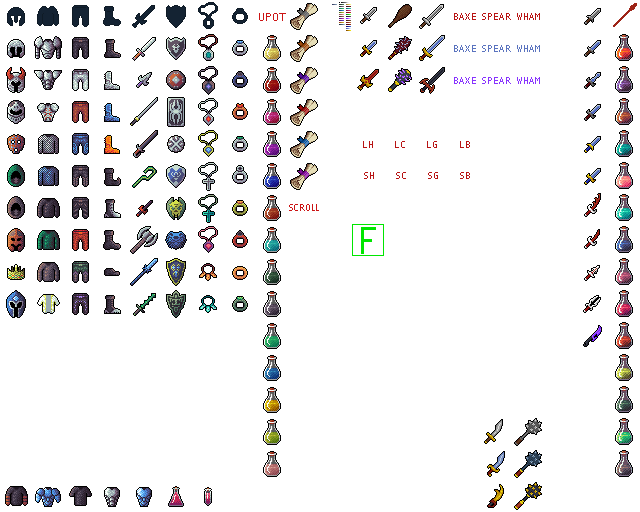 UPOT
BAXE SPEAR WHAM
BAXE SPEAR WHAM
BAXE SPEAR WHAM
LH LC LG LB
SH SC SG SB
SCROLL
F